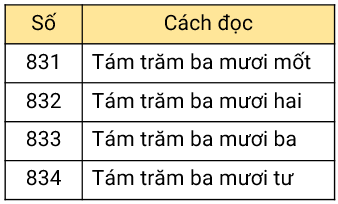 Số Cách đọc
831 Tám trăm ba mươi mốt
832 Tám trăm ba mươi hai
833 Tám trăm ba mươi ba
834 Tám trăm ba mươi tư